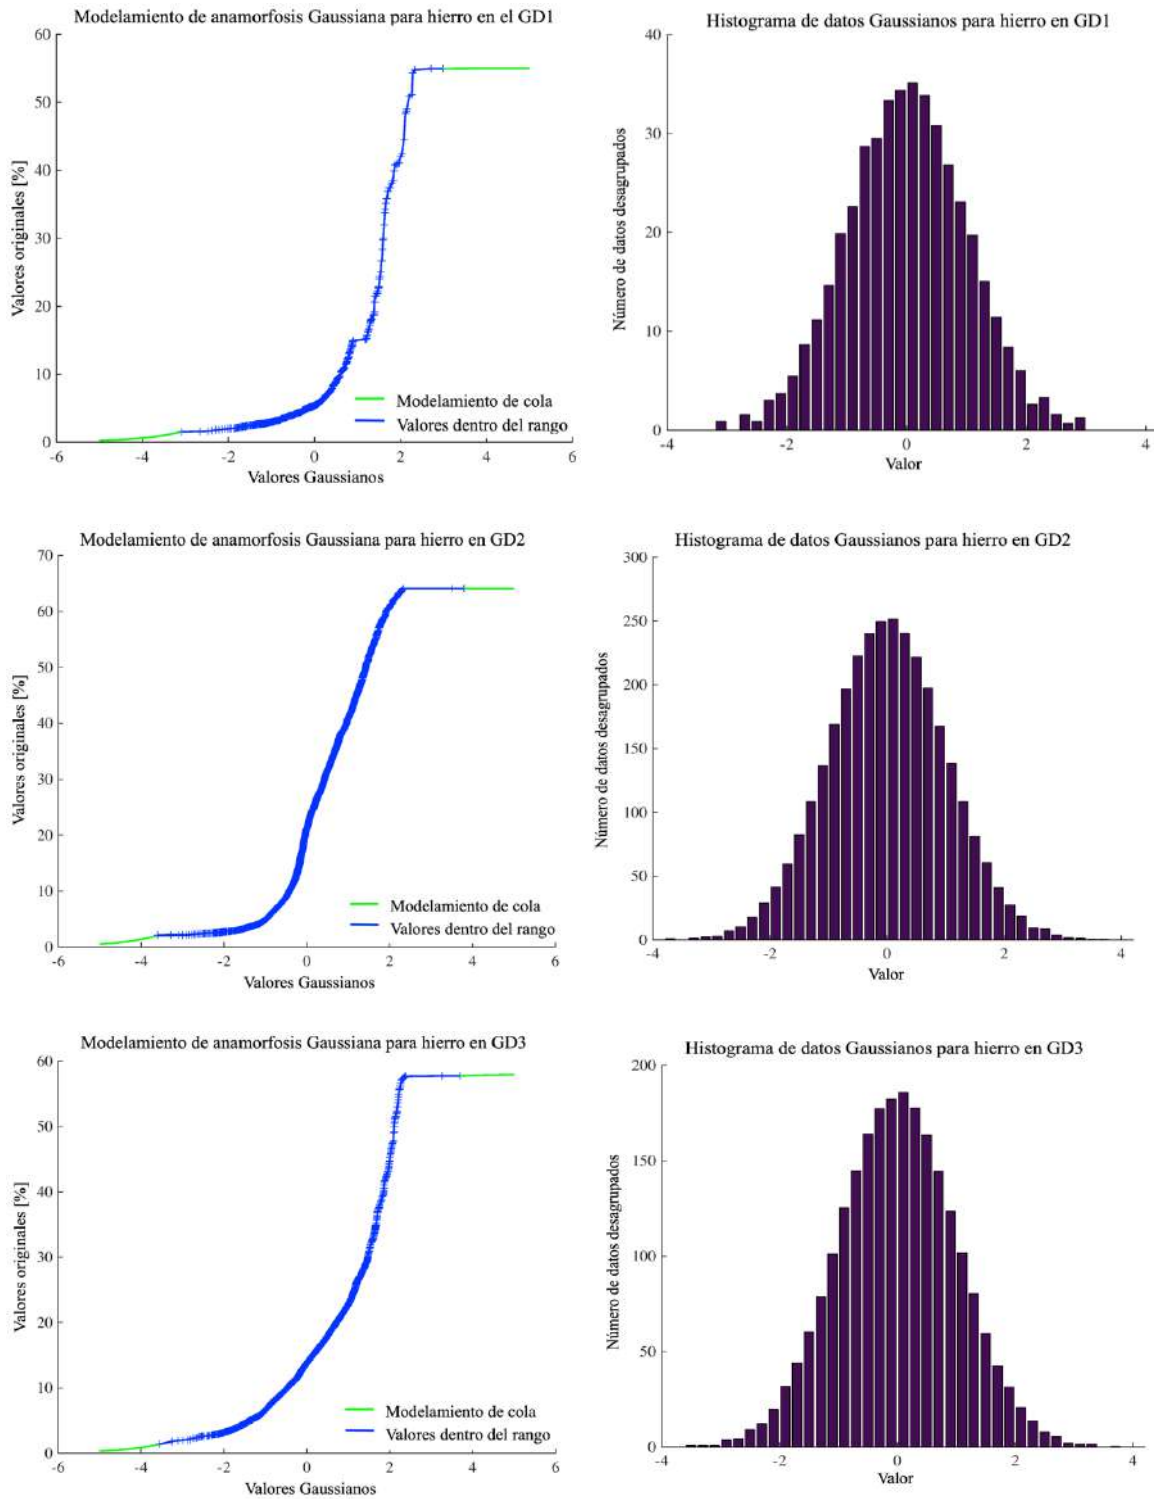 Modelamiento de anamorfosis Gaussiana para hierro en el GD1
60
50
40
30
20
10
0
Valores originales [%]
Modelamiento de cola
Valores dentro del rango
-6 -4 -2 0 2 4 6
Valores Gaussianos
Histograma de datos Gaussianos para hierro en GD1
40
30
35
10
0
Número de datos desagrupados
-4 -2 0 2 4
Valor
Modelamiento de anamorfosis Gaussiana para hierro en GD2
70
60
50
40
30
20
10
0
Valores originales [%]
Modelamiento de cola
Valores dentro del rango
-6 -4 -2 0 2 4 6
Valores Gaussianos
Histograma de datos Gaussianos para hierro en GD2
300
250
250
150
100
50
0
Número de datos desagrupados
-4 -2 0 2 4
Valor
Modelamiento de anamorfosis Gaussiana para hierro en GD3
60
50
40
30
20
10
0
Valores originales [%]
Modelamiento de cola
Valores dentro del rango
-6 -4 -2 0 2 4 6
Valores Gaussianos
Histograma de datos Gaussianos para hierro en GD3
200
150
100
50
0
Número de datos desagrupados
-4 -2 0 2 4
Valor